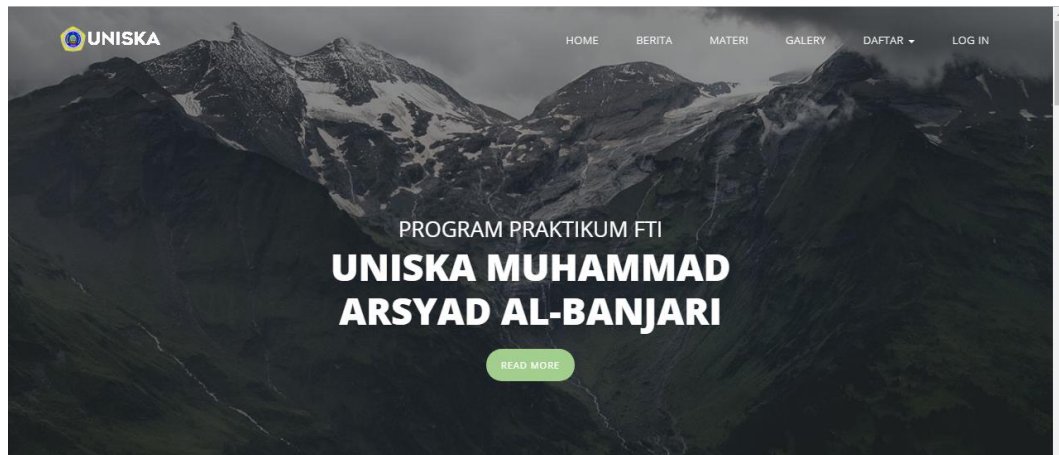 UNISKA
HOME BERITA MATERI GALERY DAFTAR LOG IN
PROGRAM PRAKTIKUM FTI
UNISKA MUHAMMAD
ARSYAD AL-BANJARI
READ MORE